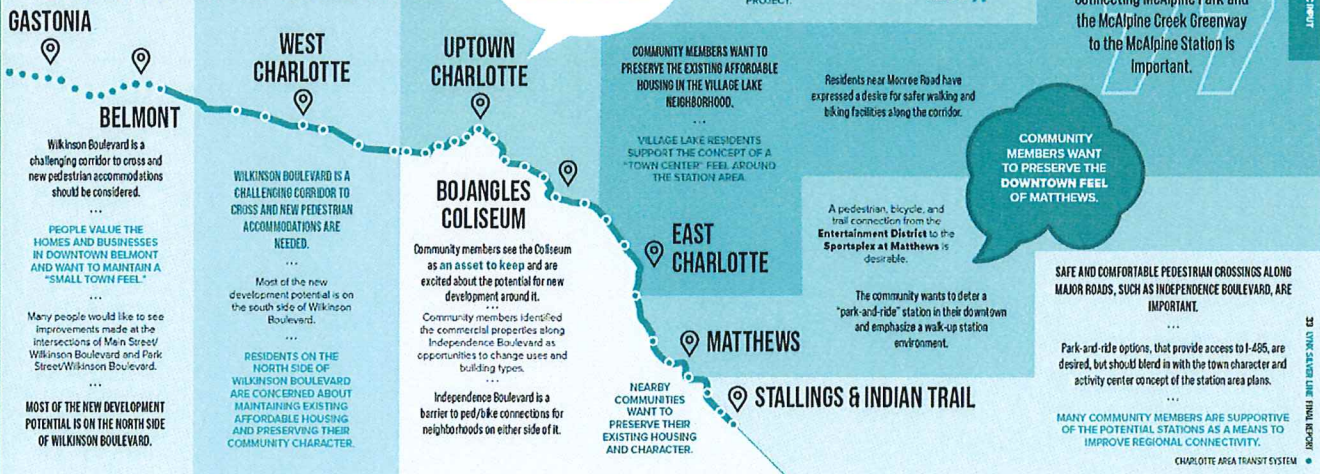 GASTONIA
BELMONT
Wilkinson Boulevard is a
challenging corridor to cross and
new pedestrian accommodations
should be considered.
...
PEOPLE VALUE THE
HOMES AND BUSINESSES
IN DOWNTOWN BELMONT
AND WANT TO MAINTAIN A
"SMALL TOWN FEEL."
...
Many people would like to see
improvements made at the
intersections of Main Street/
Wilkinson Boulevard and Park
Street/Wilkinson Boulevard.
...
MOST OF THE NEW DEVELOPMENT
POTENTIAL IS ON THE NORTH SIDE
OF WILKINSON BOULEVARD.
WEST
CHARLOTTE
WILKINSON BOULEVARD IS A
CHALLENGING CORRIDOR TO
CROSS AND NEW PEDESTRIAN
ACCOMMODATIONS ARE
NEEDED.
...
Most of the new
development potential is on
the south side of Wilkinson
Boulevard.
...
RESIDENTS ON THE
NORTH SIDE OF
WILKINSON BOULEVARD
ARE CONCERNED ABOUT
MAINTAINING EXISTING
AFFORDABLE HOUSING
AND PRESERVING THEIR
COMMUNITY CHARACTER.
UPTOWN
CHARLOTTE
BOJANGLES
COLISEUM
Community members see the Coliseum
as an asset to keep and are
excited about the potential for new
development around it.
...
Community members identified
the commercial properties along
Independence Boulevard as
opportunities to change uses and
building types.
...
Independence Boulevard is a
barrier to ped/bike connections for
neighborhoods on either side of it.
PROJECT.
COMMUNITY MEMBERS WANT TO
PRESERVE THE EXISTING AFFORDABLE
HOUSING IN THE VILLAGE LAKE
NEIGHBORHOOD.
...
VILLAGE LAKE RESIDENTS
SUPPORT THE CONCEPT OF A
"TOWN CENTER" FEEL AROUND
THE STATION AREA.
EAST
CHARLOTTE
Residents near Monroe Road have
expressed a desire for safer walking and
biking facilities along the corridor.
MATTHEWS
A pedestrian, bicycle, and
trail connection from the
Entertainment District to the
Sportsplex at Matthews is
desirable.
The community wants to deter a
"park-and-ride" station in their downtown
and emphasize a walk-up station
environment.
STALLINGS & INDIAN TRAIL
NEARBY
COMMUNITIES
WANT TO
PRESERVE THEIR
EXISTING HOUSING
AND CHARACTER.
connecting McAlpine Park and
the McAlpine Creek Greenway
to the McAlpine Station is
important.
COMMUNITY
MEMBERS WANT
TO PRESERVE THE
DOWNTOWN FEEL
OF MATTHEWS.
SAFE AND COMFORTABLE PEDESTRIAN CROSSINGS ALONG
MAJOR ROADS, SUCH AS INDEPENDENCE BOULEVARD, ARE
IMPORTANT.
...
Park-and-ride options, that provide access to I-485, are
desired, but should blend in with the town character and
activity center concept of the station area plans.
...
MANY COMMUNITY MEMBERS ARE SUPPORTIVE
OF THE POTENTIAL STATIONS AS A MEANS TO
IMPROVE REGIONAL CONNECTIVITY.
CHARLOTTE AREA TRANSIT SYSTEM
33 LYNX SILVER LINE FINAL REPORT
INPUT